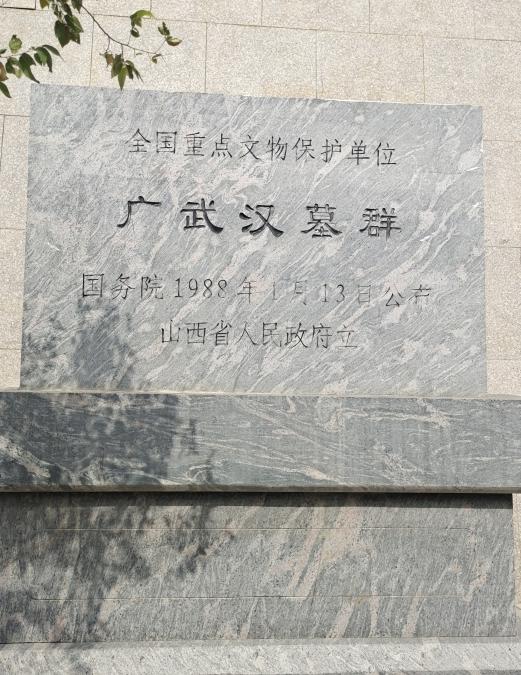 全国重点文物保护单位
广武汉墓群
国务院1988年1月13日公布
山西省人民政府立